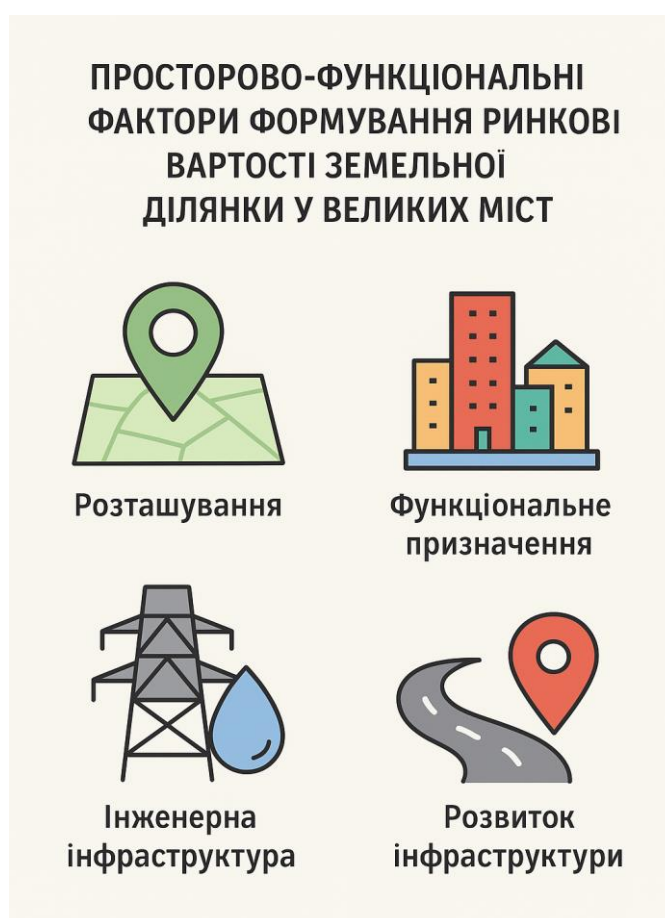 ПРОСТОРОВО-ФУНКЦІОНАЛЬНІ
ФАКТОРИ ФОРМУВАННЯ РИНКОВІ
ВАРТОСТІ ЗЕМЕЛЬНОЇ
ДІЛЯНКИ У ВЕЛИКИХ МІСТ
Розташування
Функціональне
призначення
Інженерна
інфраструктура
Розвиток
інфраструктури